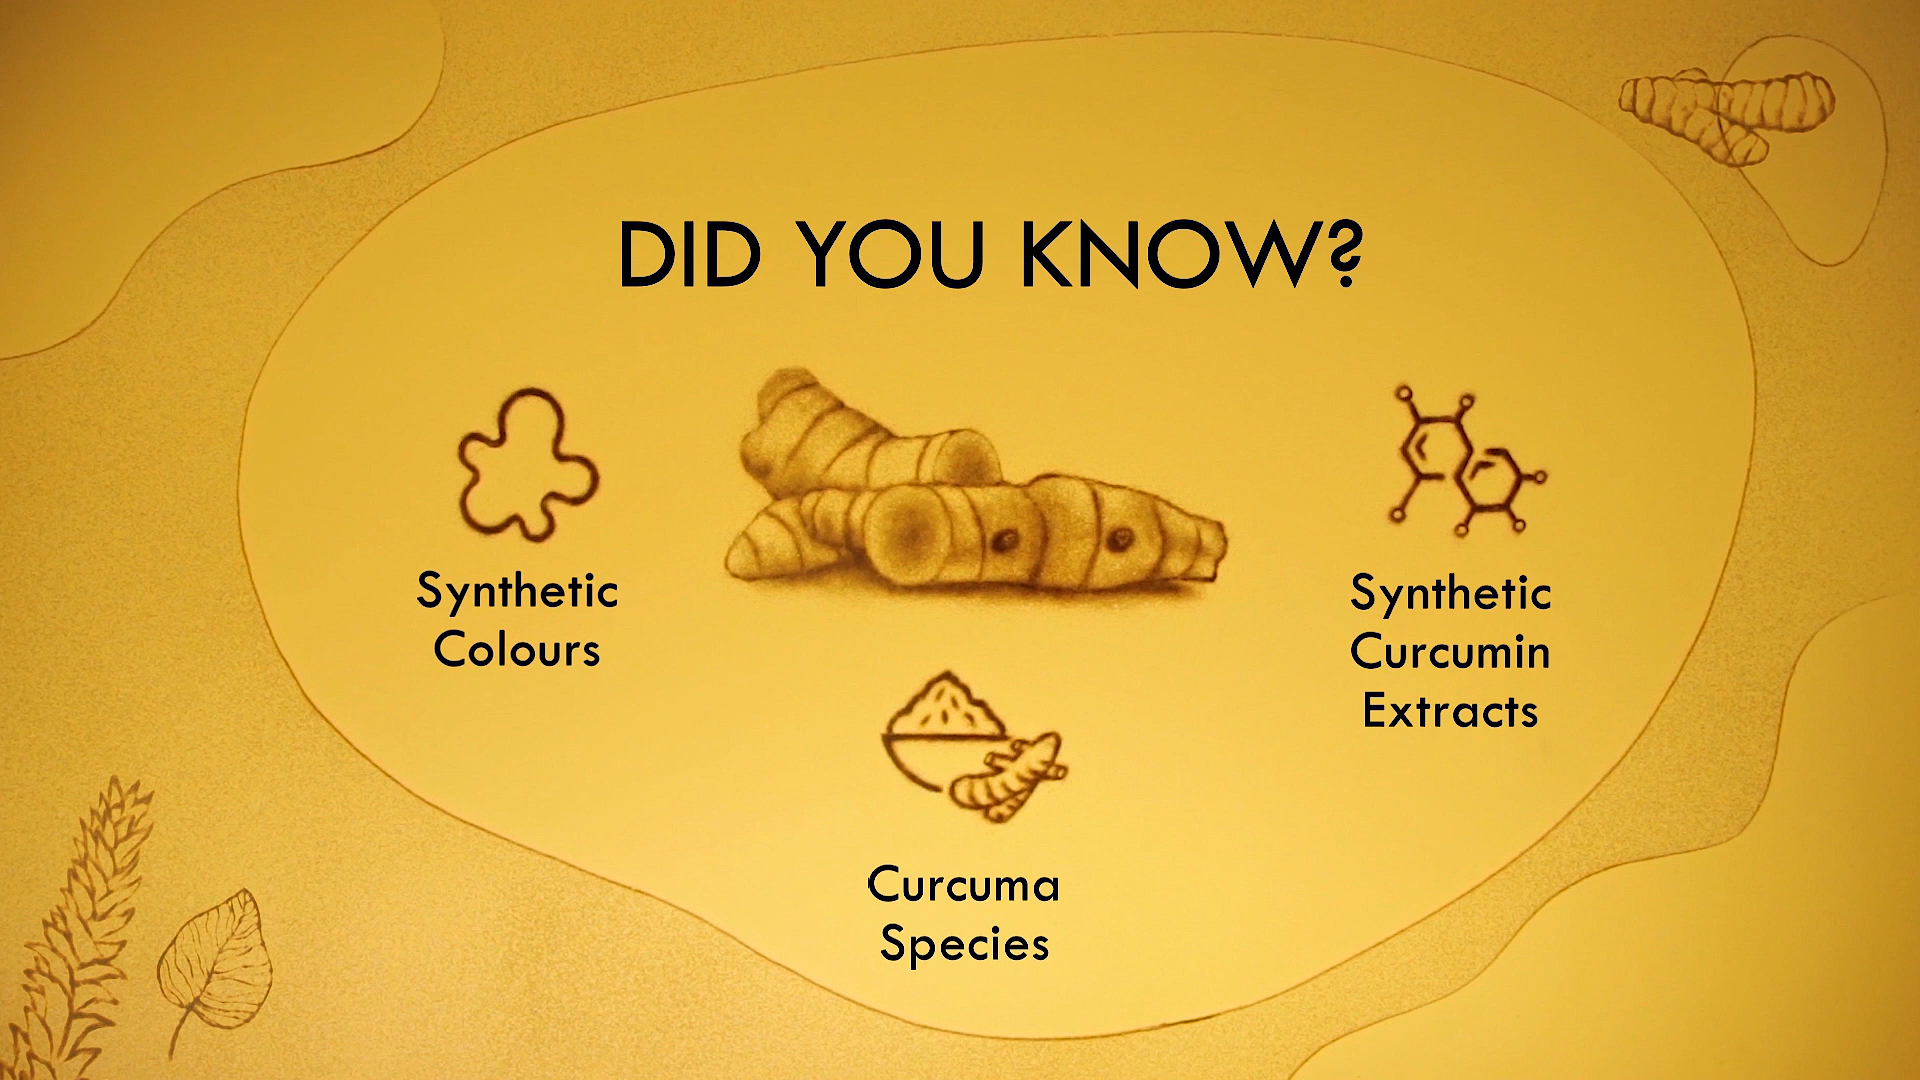 DID YOU KNOW?
Synthetic
Colours
Synthetic
Curcumin
Extracts
Curcuma
Species